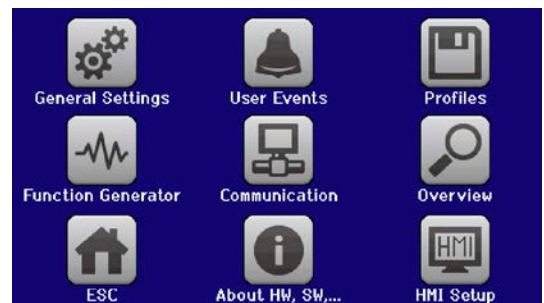 General Settings
User Events
Profiles
Function Generator
Communication
Overview
HMI
ESC
About HW, SW,...
HMI Setup